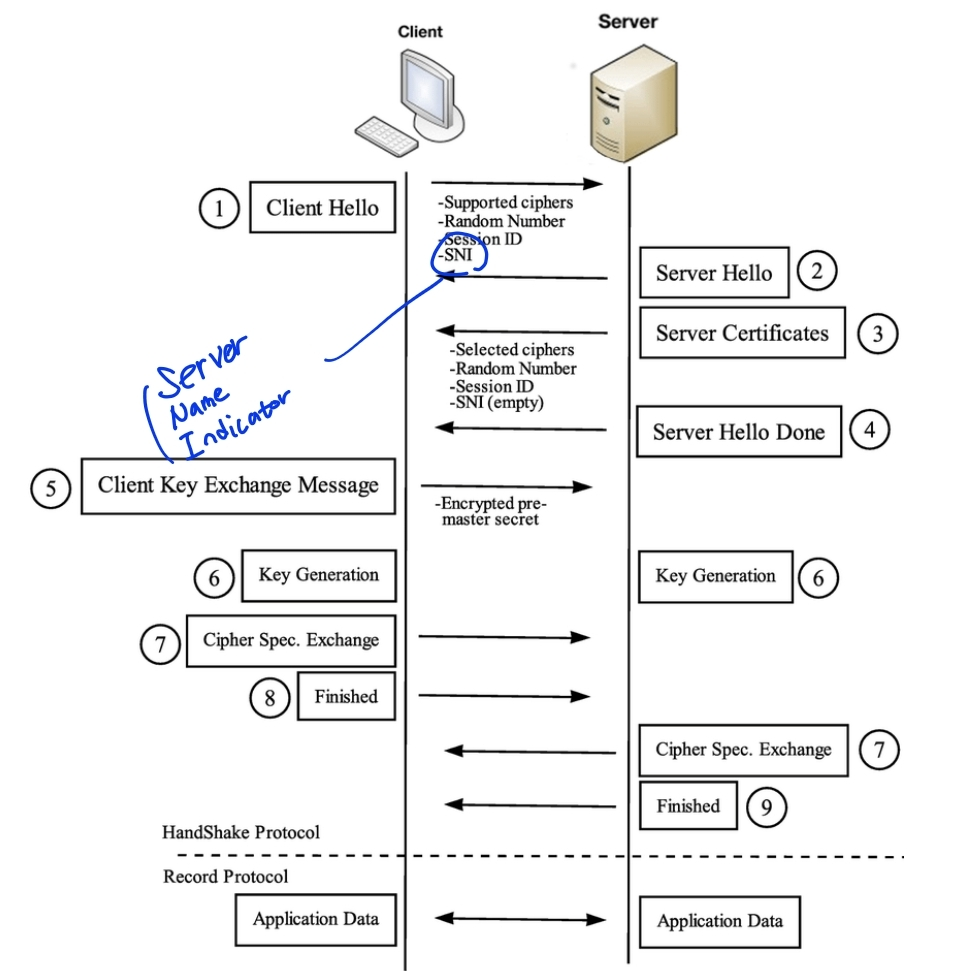 Client
Server
1
Client Hello
-Supported ciphers
-Random Number
-Session ID
-SNI
Server Hello
2
Server Certificates
3
-Selected ciphers
-Random Number
-Session ID
-SNI (empty)
Server
Name
Indicator
Server Hello Done
4
5
Client Key Exchange Message
-Encrypted pre-
master secret
6
Key Generation
Key Generation
6
7
Cipher Spec. Exchange
8
Finished
Cipher Spec. Exchange
7
Finished
9
HandShake Protocol
Record Protocol
Application Data
Application Data